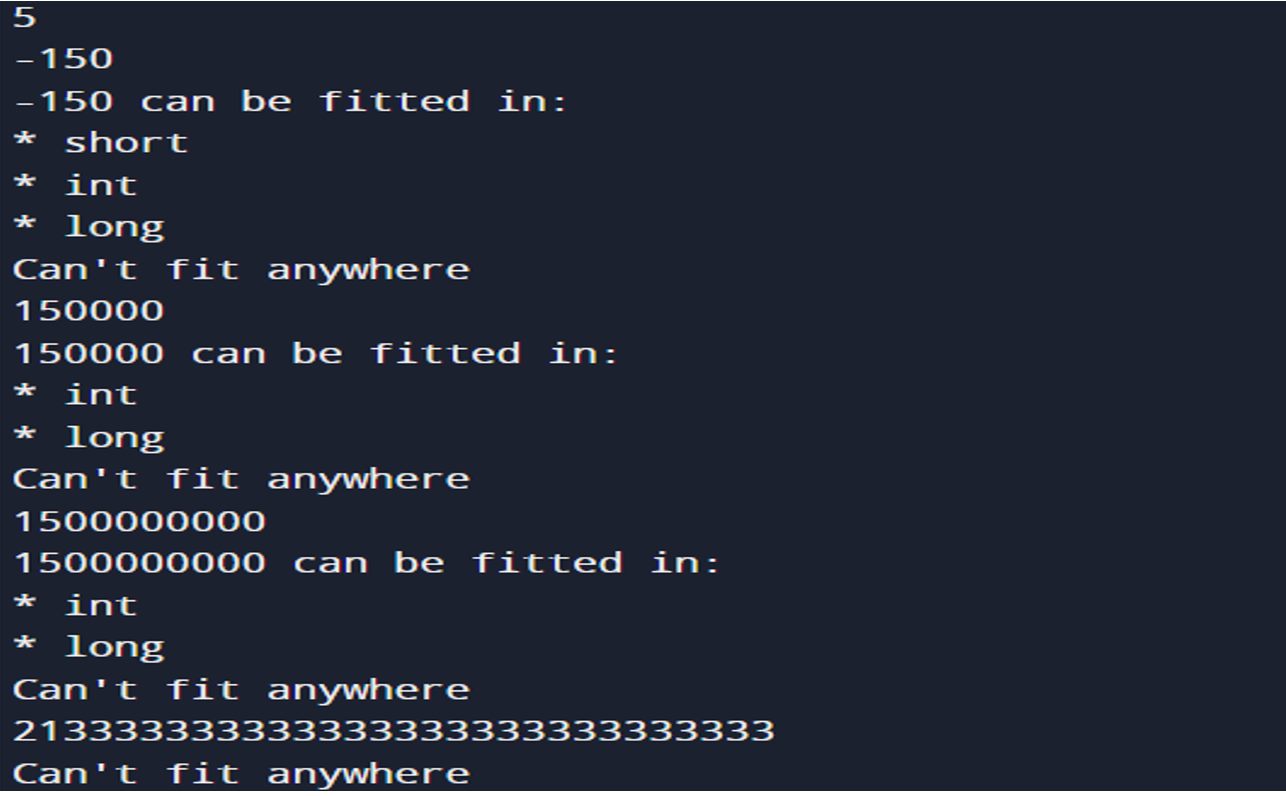 5
-150
-150 can be fitted in:
* short
* int
* long
Can't fit anywhere
150000
150000 can be fitted in:
* int
* long
Can't fit anywhere
1500000000
1500000000 can be fitted in:
* int
* long
Can't fit anywhere
213333333333333333333333333333
Can't fit anywhere